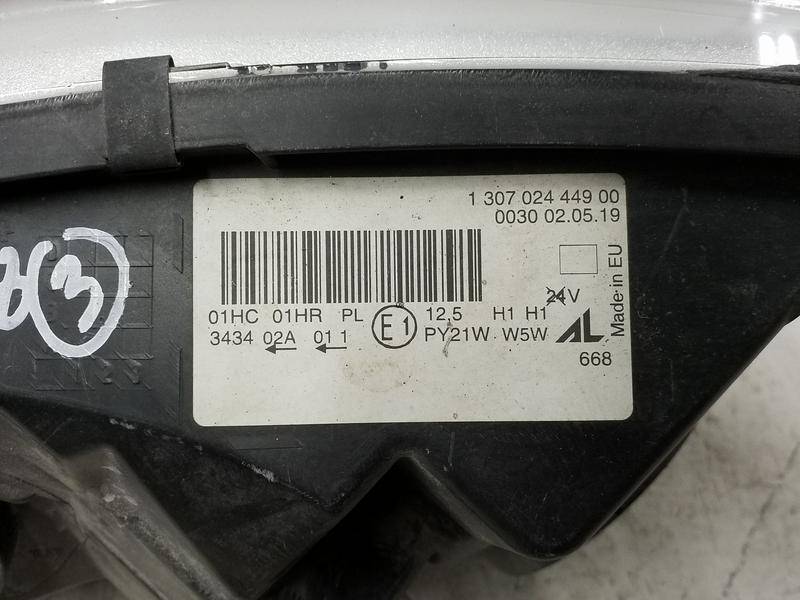 1 307 024 449 00
0030 02.05.19
Made in EU
24V
01HC 01HR PL E1 12,5 H1 H1
3434 02A 01 1 PY21W W5W AL
668
3